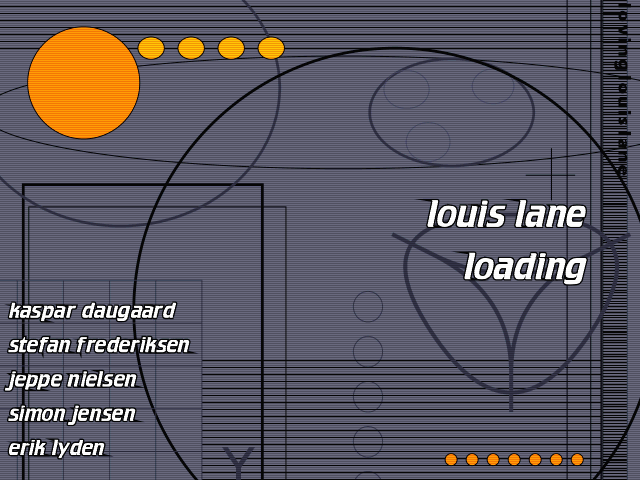 louis lane
loading
kaspar daugaard
stefan frederiksen
jeppe nielsen
simon jensen
erik lyden
loving louis lane